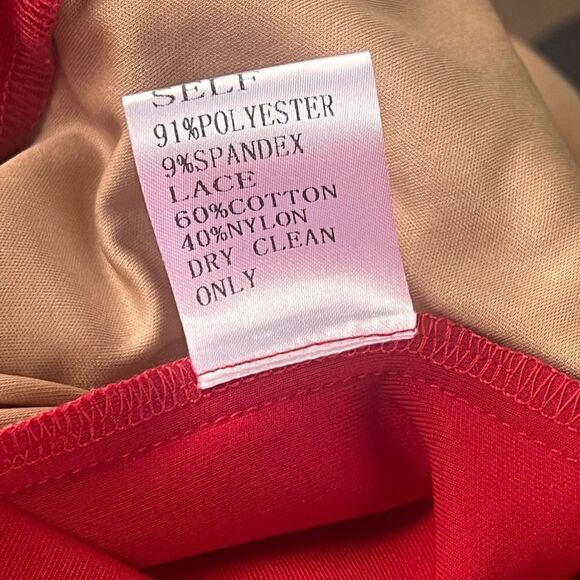 SELF
91%POLYESTER
9%SPANDEX
LACE
60%COTTON
40%NYLON
DRY CLEAN
ONLY